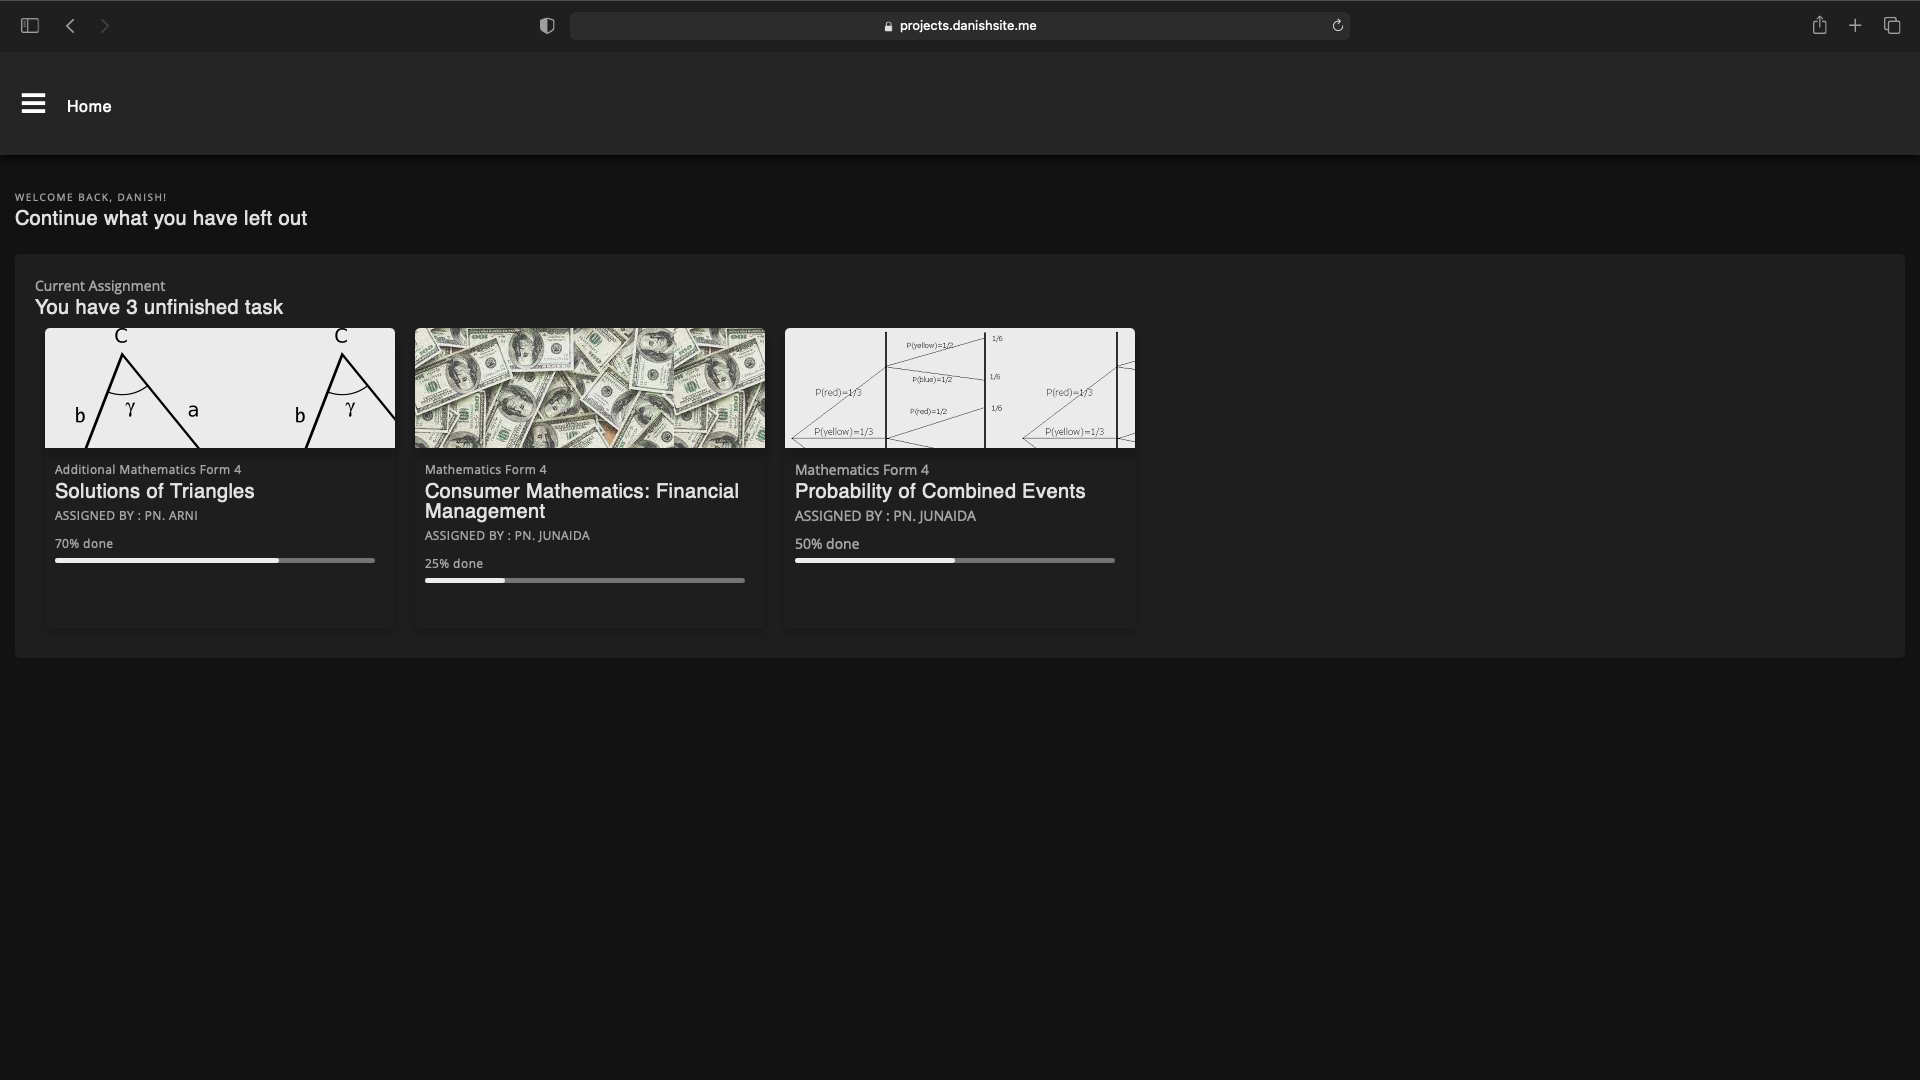 projects.danishsite.me
Home
WELCOME BACK, DANISH!
Continue what you have left out
Current Assignment
You have 3 unfinished task
C
C
b
γ
a
b
γ
Additional Mathematics Form 4
Solutions of Triangles
ASSIGNED BY : PN. ARNI
70% done
Mathematics Form 4
Consumer Mathematics: Financial
Management
ASSIGNED BY : PN. JUNAIDA
25% done
P(yellow)=1/2
1/6
P(blue)=1/2
1/6
P(red)=1/3
P(red)=1/3
P(red)=1/2
1/6
P(yellow)=1/3
P(yellow)=1/3
Mathematics Form 4
Probability of Combined Events
ASSIGNED BY : PN. JUNAIDA
50% done